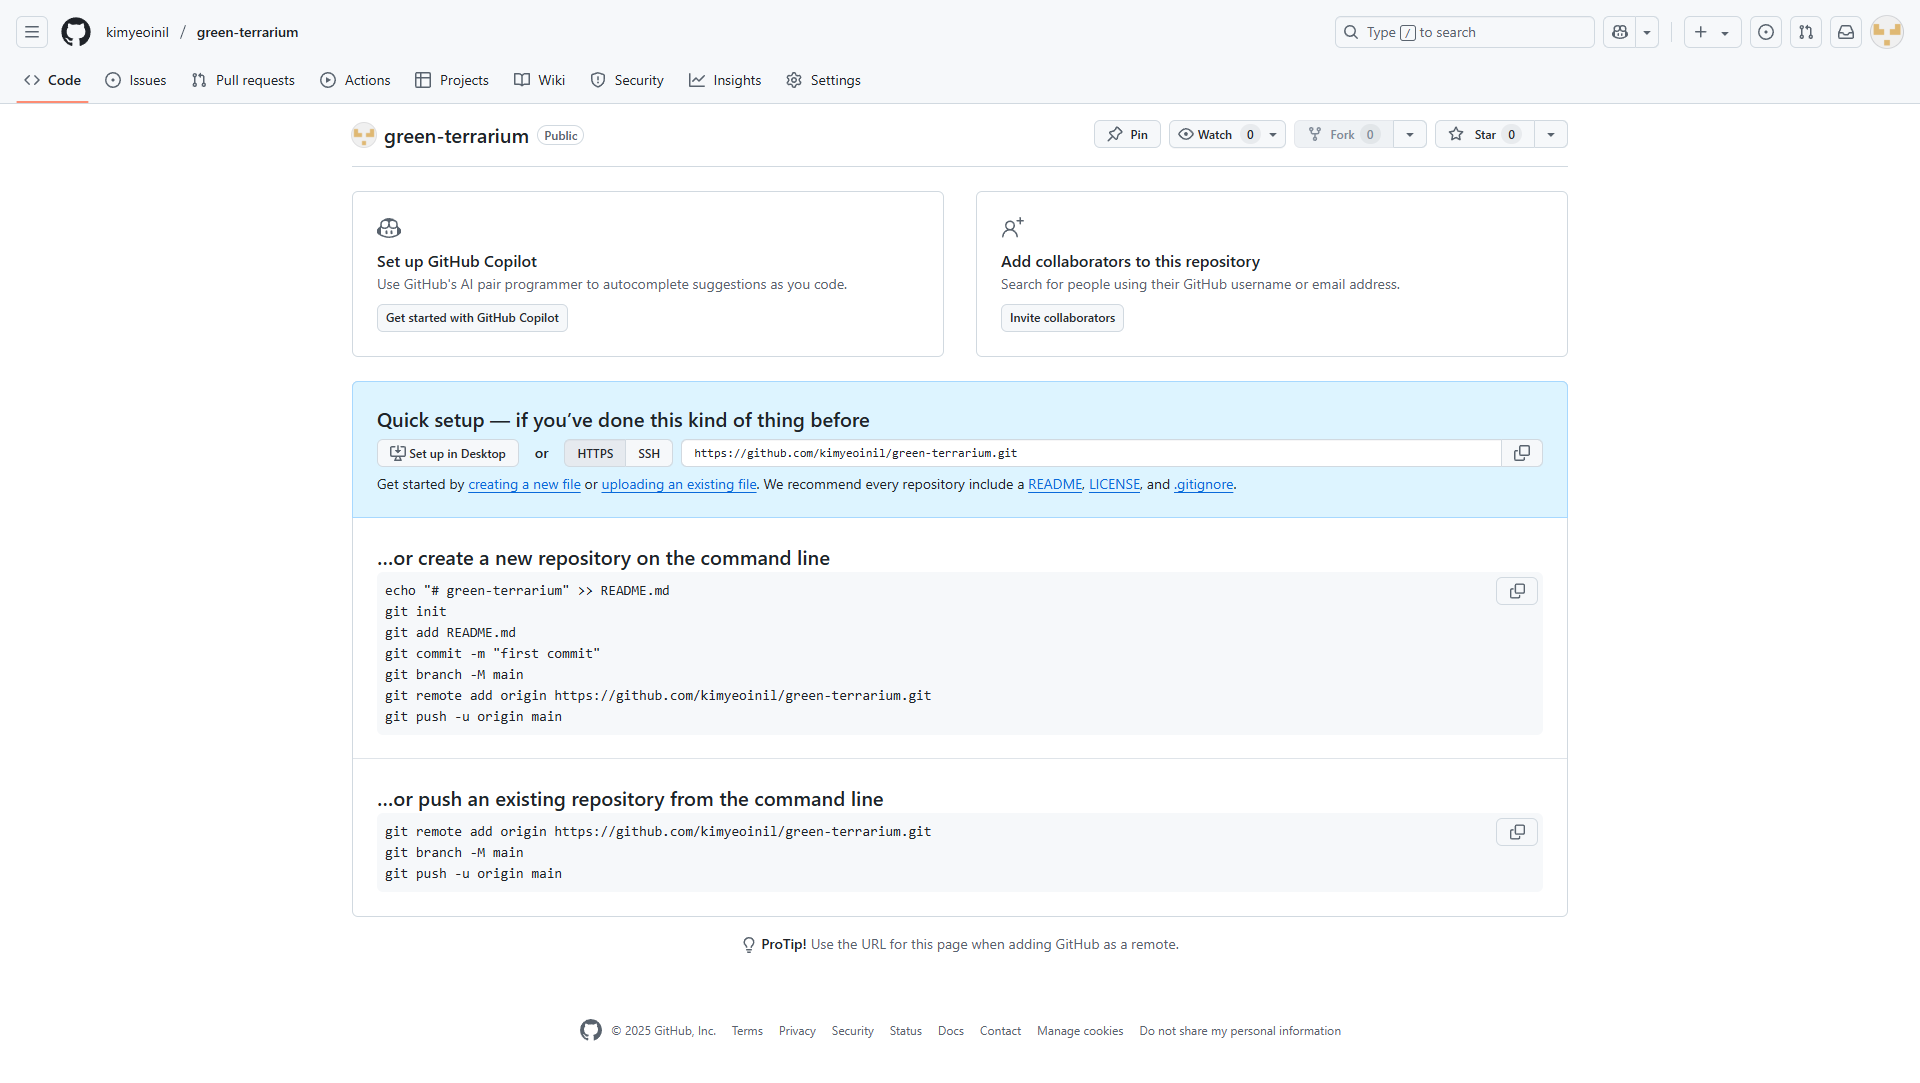 kimyeoinil / green-terrarium
Type / to search
Code Issues Pull requests Actions Projects Wiki Security Insights Settings
green-terrarium Public
Pin Watch 0 Fork 0 Star 0
Set up GitHub Copilot
Use GitHub's AI pair programmer to autocomplete suggestions as you code.
Get started with GitHub Copilot
Add collaborators to this repository
Search for people using their GitHub username or email address.
Invite collaborators
Quick setup — if you’ve done this kind of thing before
Set up in Desktop or HTTPS SSH https://github.com/kimyeoinil/green-terrarium.git
Get started by creating a new file or uploading an existing file. We recommend every repository include a README, LICENSE, and .gitignore.
…or create a new repository on the command line
echo "# green-terrarium" >> README.md
git init
git add README.md
git commit -m "first commit"
git branch -M main
git remote add origin https://github.com/kimyeoinil/green-terrarium.git
git push -u origin main
…or push an existing repository from the command line
git remote add origin https://github.com/kimyeoinil/green-terrarium.git
git branch -M main
git push -u origin main
ProTip! Use the URL for this page when adding GitHub as a remote.
© 2025 GitHub, Inc. Terms Privacy Security Status Docs Contact Manage cookies Do not share my personal information